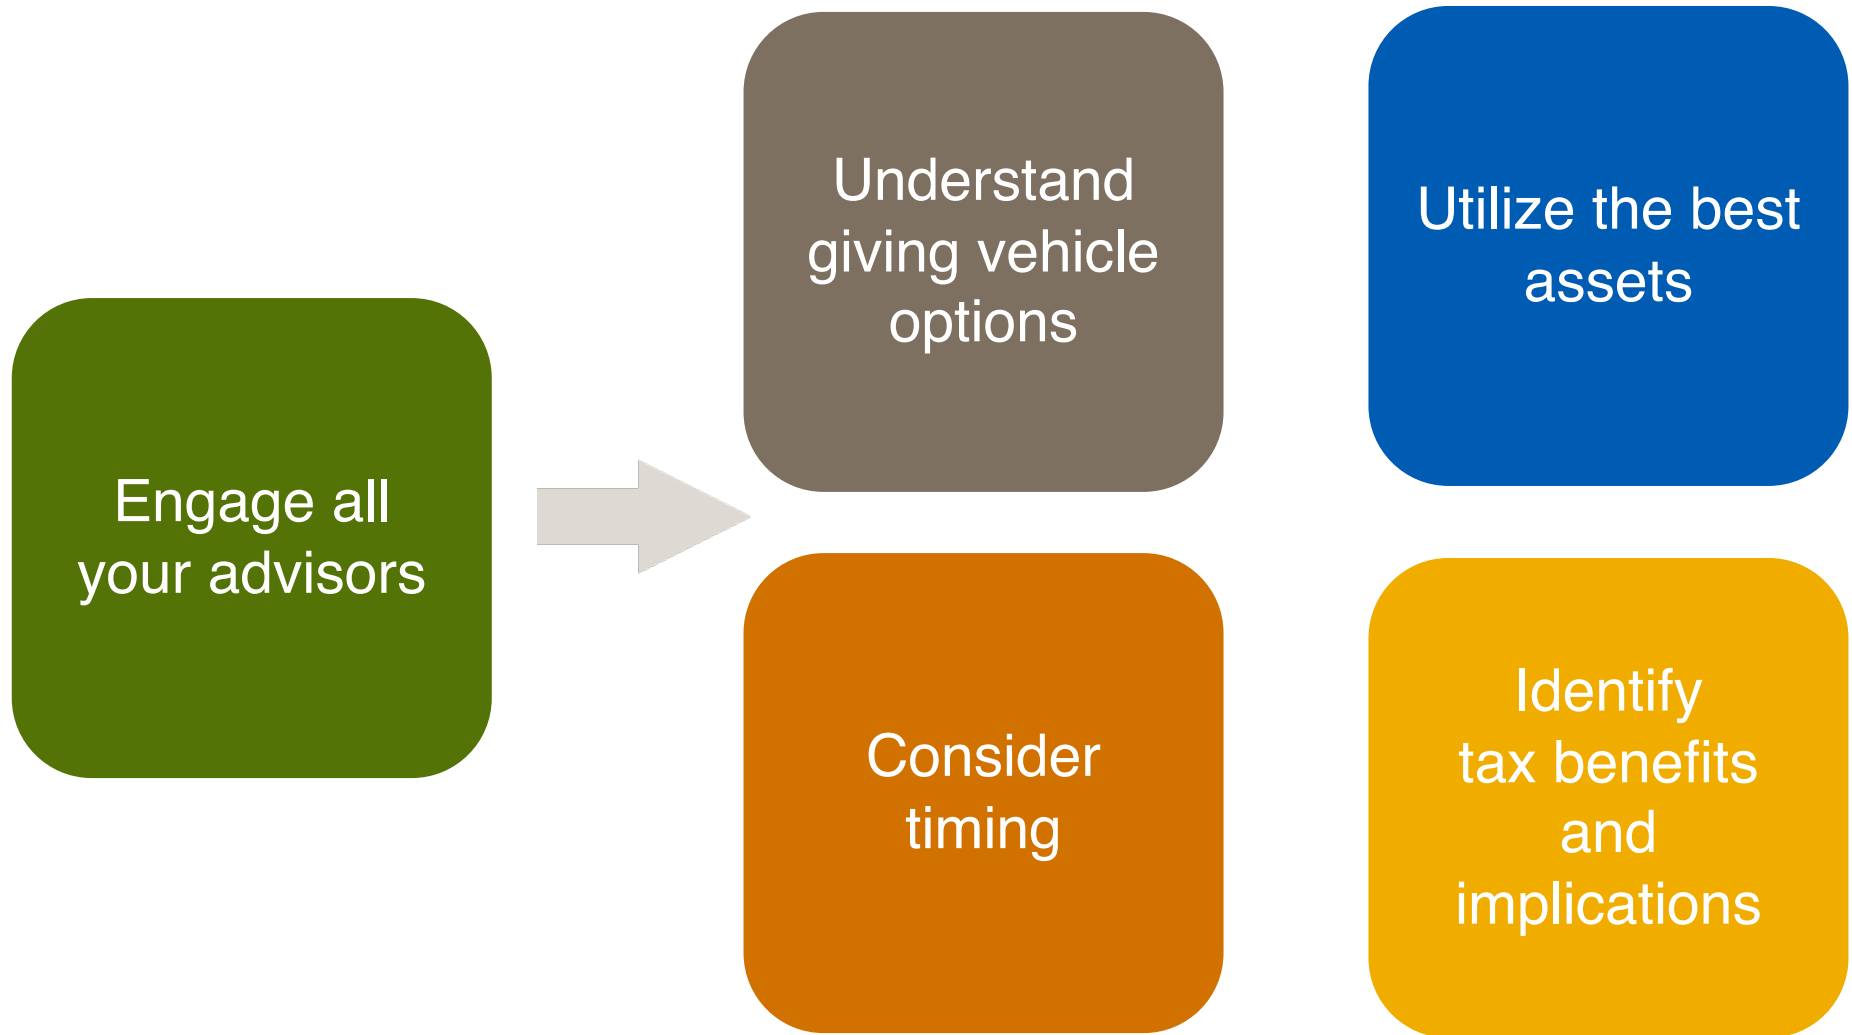 Engage all
your advisors
Understand
giving vehicle
options
Utilize the best
assets
Consider
timing
Identify
tax benefits
and
implications